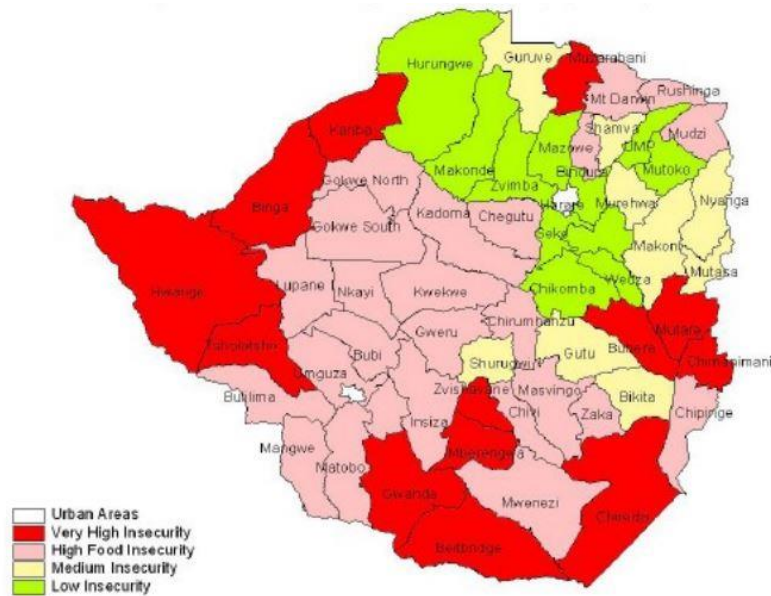 Guruve
Hurungwe
Muzarabani
Mt Darwin
Rushinga
Kariba
Shamva
Mudzi
Mazowe
UMP
Makonde
Bindura
Mutoko
Gokwe North
Zvimba
Harare
Murehwa
Nyanga
Binga
Kadoma
Chegutu
Gokwe South
Seke
Makoni
Mutasa
Hwange
Lupane
Nkayi
Kwekwe
Chikomba
Wedza
Tsholotsho
Gweru
Chirumhanzu
Mutare
Bubi
Shurugwi
Gutu
Buhera
Chimanimani
Umguza
Buhlima
Zvishavane
Masvingo
Bikita
Insiza
Chivi
Zaka
Chipinge
Mangwe
Matobo
Mberengwa
Gwanda
Mwenezi
Beitbridge
Urban Areas
Very High Insecurity
High Food Insecurity
Medium Insecurity
Low Insecurity